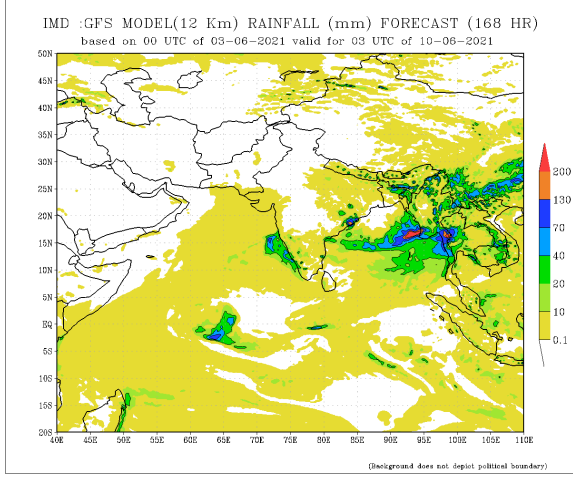 IMD :GFS MODEL(12 Km) RAINFALL (mm) FORECAST (168 HR)
based on 00 UTC of 03-06-2021 valid for 03 UTC of 10-06-2021
50N
45N
40N
35N
30N
25N
20N
15N
10N
5N
EQ
5S
10S
15S
20S
40E 45E 50E 55E 60E 65E 70E 75E 80E 85E 90E 95E 100E 105E 110E
200
130
70
40
20
10
0.1
(Background does not depict political boundary)